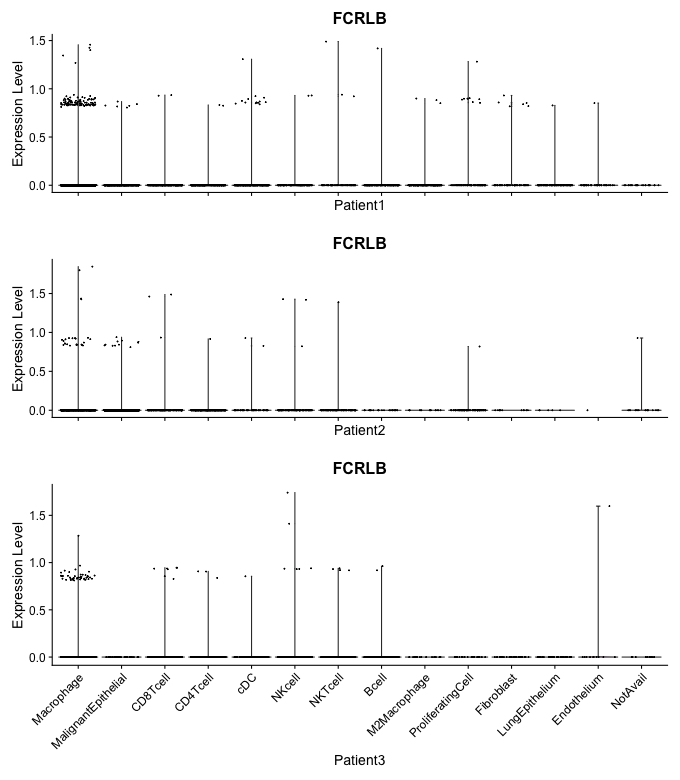 FCRLB
Expression Level
1.5
1.0
0.5
0.0
Patient1
FCRLB
Expression Level
1.5
1.0
0.5
0.0
Patient2
FCRLB
Expression Level
1.5
1.0
0.5
0.0
Macrophage
MalignantEpithelial
CD8Tcell
CD4Tcell
cDC
NKcell
NKTcell
Bcell
M2Macrophage
ProliferatingCell
Fibroblast
LungEpithelium
Endothelium
NotAvail
Patient3